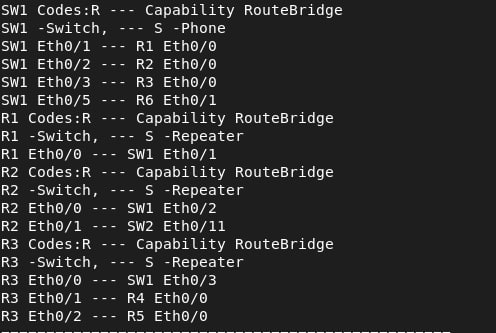 SW1 Codes:R --- Capability RouteBridge
SW1 -Switch, --- S -Phone
SW1 Eth0/1 --- R1 Eth0/0
SW1 Eth0/2 --- R2 Eth0/0
SW1 Eth0/3 --- R3 Eth0/0
SW1 Eth0/5 --- R6 Eth0/1
R1 Codes:R --- Capability RouteBridge
R1 -Switch, --- S -Repeater
R1 Eth0/0 --- SW1 Eth0/1
R2 Codes:R --- Capability RouteBridge
R2 -Switch, --- S -Repeater
R2 Eth0/0 --- SW1 Eth0/2
R2 Eth0/1 --- SW2 Eth0/11
R3 Codes:R --- Capability RouteBridge
R3 -Switch, --- S -Repeater
R3 Eth0/0 --- SW1 Eth0/3
R3 Eth0/1 --- R4 Eth0/0
R3 Eth0/2 --- R5 Eth0/0